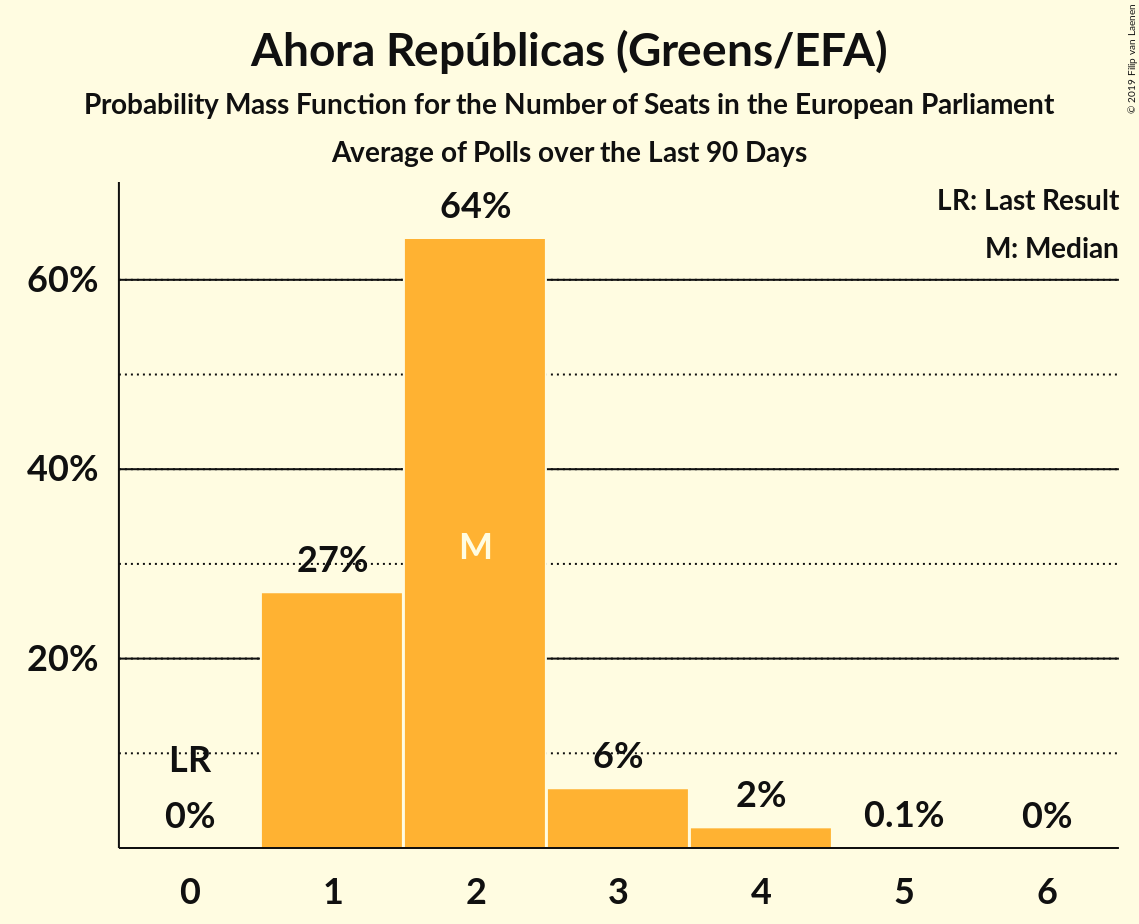 Ahora Repúblicas (Greens/EFA)
Probability Mass Function for the Number of Seats in the European Parliament
Average of Polls over the Last 90 Days
© 2019 Filip van Laenen
LR: Last Result
M: Median
64%
60%
40%
27%
M
20%
LR
6%
0%
2%
0.1%
0%
0 1 2 3 4 5 6